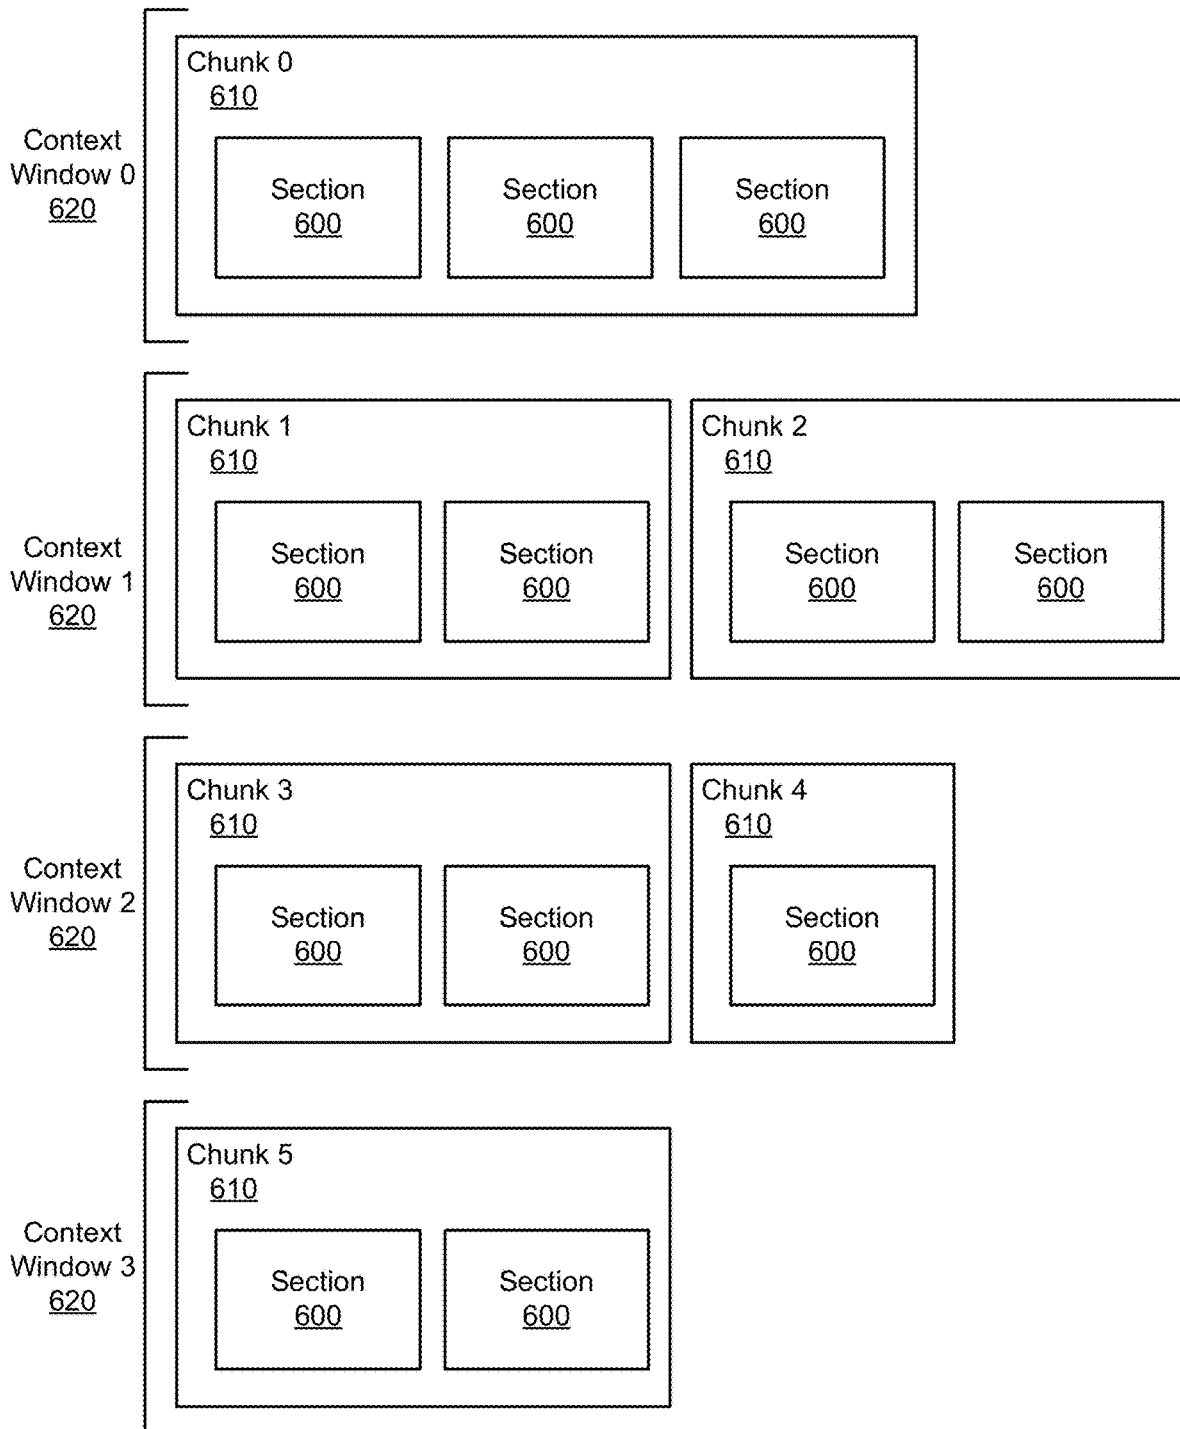 Chunk 0
610
Context
Window 0
620
Section
600
Section
600
Section
600
Chunk 1
610
Chunk 2
610
Context
Window 1
620
Section
600
Section
600
Section
600
Section
600
Chunk 3
610
Chunk 4
610
Context
Window 2
620
Section
600
Section
600
Section
600
Chunk 5
610
Context
Window 3
620
Section
600
Section
600